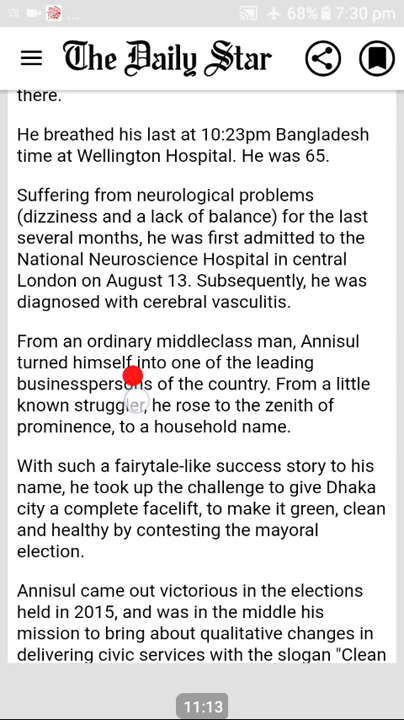 68% 7:30 pm
The Daily Star
there.
He breathed his last at 10:23pm Bangladesh
time at Wellington Hospital. He was 65.
Suffering from neurological problems
(dizziness and a lack of balance) for the last
several months, he was first admitted to the
National Neuroscience Hospital in central
London on August 13. Subsequently, he was
diagnosed with cerebral vasculitis.
From an ordinary middleclass man, Annisul
turned himself into one of the leading
businesspersons of the country. From a little
known struggler, he rose to the zenith of
prominence, to a household name.
With such a fairytale-like success story to his
name, he took up the challenge to give Dhaka
city a complete facelift, to make it green, clean
and healthy by contesting the mayoral
election.
Annisul came out victorious in the elections
held in 2015, and was in the middle his
mission to bring about qualitative changes in
delivering civic services with the slogan "Clean
11:13